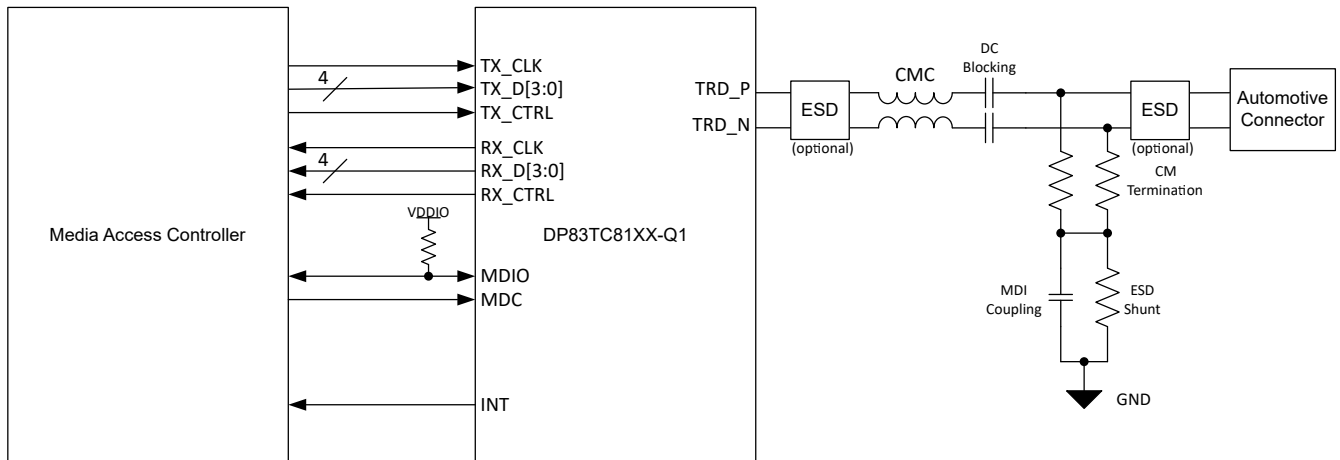 Media Access Controller
4
4
VDDIO
TX_CLK
TX_D[3:0]
TX_CTRL
RX_CLK
RX_D[3:0]
RX_CTRL
DP83TC81XX-Q1
MDIO
MDC
INT
TRD_P
TRD_N
ESD
(optional)
CMC
DC
Blocking
ESD
(optional)
Automotive
Connector
CM
Termination
MDI
Coupling
ESD
Shunt
GND